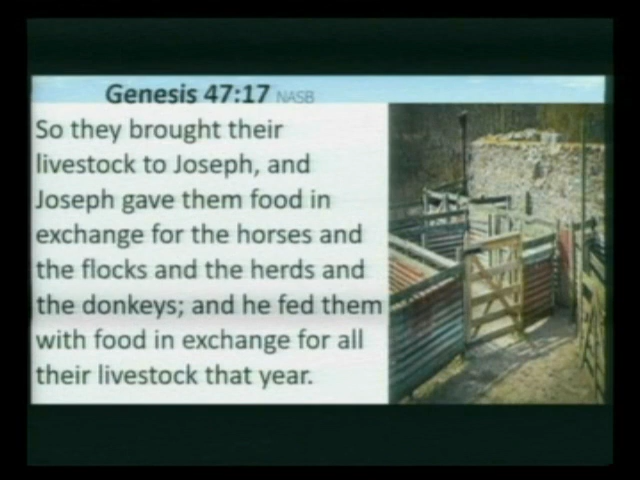 Genesis 47:17 NASB
So they brought their
livestock to Joseph, and
Joseph gave them food in
exchange for the horses and
the flocks and the herds and
the donkeys; and he fed them
with food in exchange for all
their livestock that year.